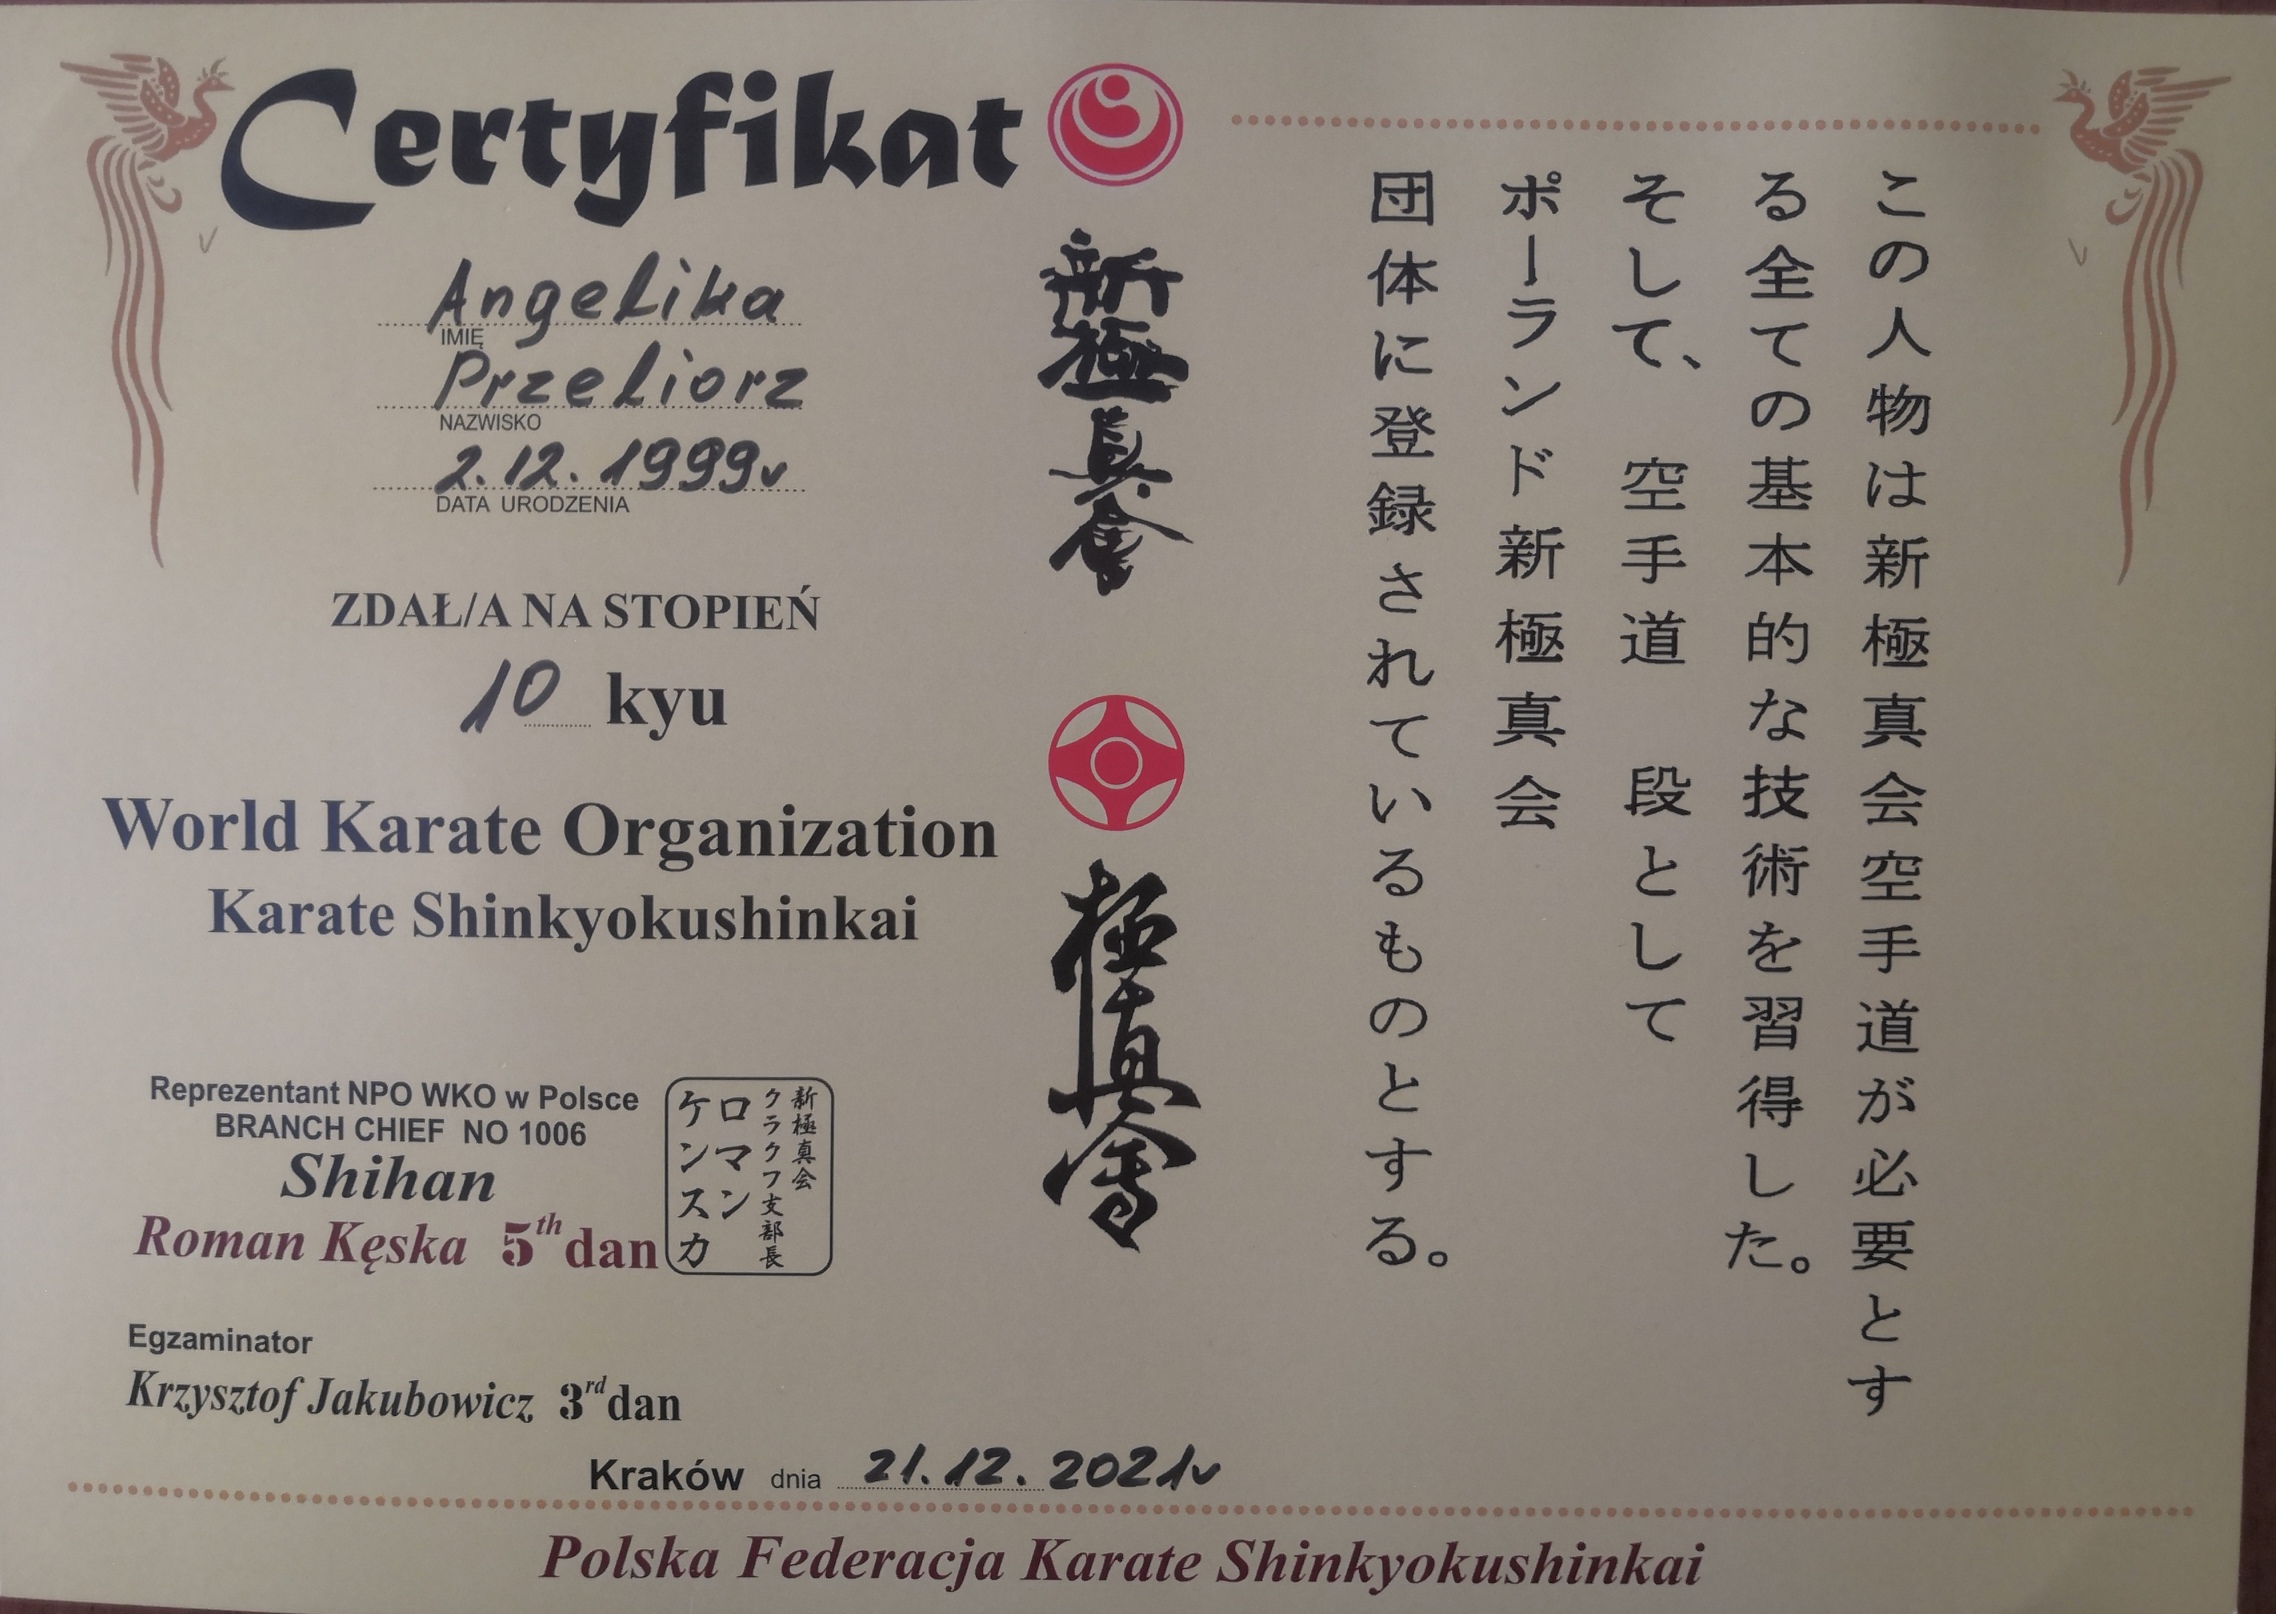 Certyfikat
Angelika
IMIĘ
Przeliorz
NAZWISKO
2.12.1999r
DATA URODZENIA
ZDAŁ/A NA STOPIEŃ
10 kyu
World Karate Organization
Karate Shinkyokushinkai
Reprezentant NPO WKO w Polsce
BRANCH CHIEF NO 1006
Shihan
Roman Kęska 5th dan
新極真会
クラクフ支部長
ロマン
ケンスカ
Egzaminator
Krzysztof Jakubowicz 3rd dan
Kraków dnia 21.12.2021r
新極真會
極真會
この人物は新極真会空手道が必要とす
る全ての基本的な技術を習得した。
そして、 空手道 段として
ポーランド新極真会
団体に登録されているものとする。
Polska Federacja Karate Shinkyokushinkai